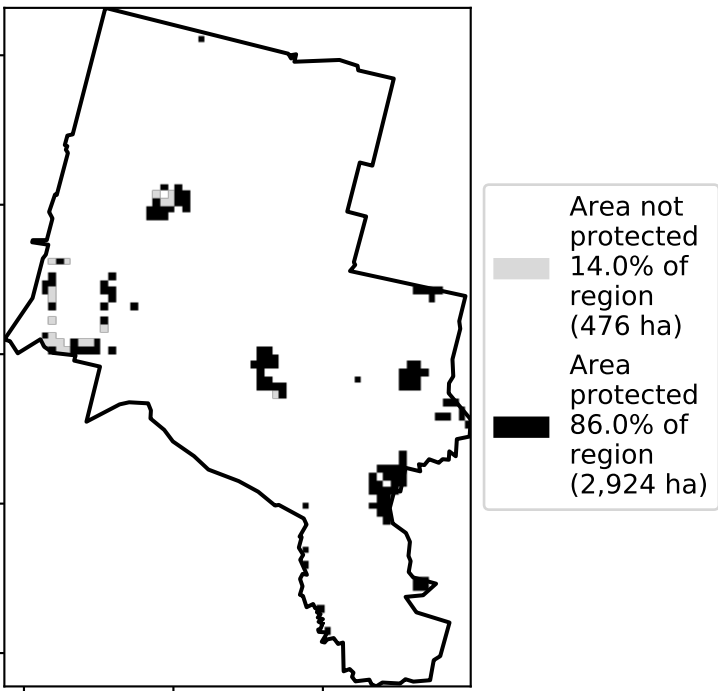 Area not
protected
14.0% of
region
(476 ha)
Area
protected
86.0% of
region
(2,924 ha)